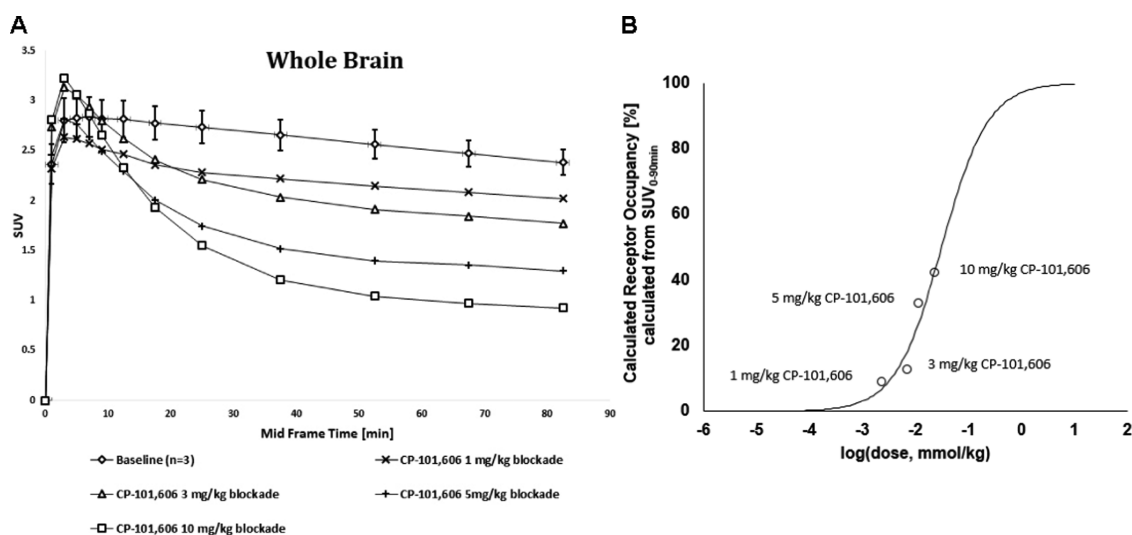 A
Whole Brain
3.5
3
2.5
2
1.5
1
0.5
0
SUV
0 10 20 30 40 50 60 70 80 90
Mid Frame Time [min]
Baseline (n=3)
CP-101,606 1 mg/kg blockade
CP-101,606 3 mg/kg blockade
CP-101,606 5mg/kg blockade
CP-101,606 10 mg/kg blockade
B
Calculated Receptor Occupancy [%]
calculated from SUV0-90min
100
80
60
40
20
0
10 mg/kg CP-101,606
5 mg/kg CP-101,606
3 mg/kg CP-101,606
1 mg/kg CP-101,606
-6 -5 -4 -3 -2 -1 0 1 2
log(dose, mmol/kg)